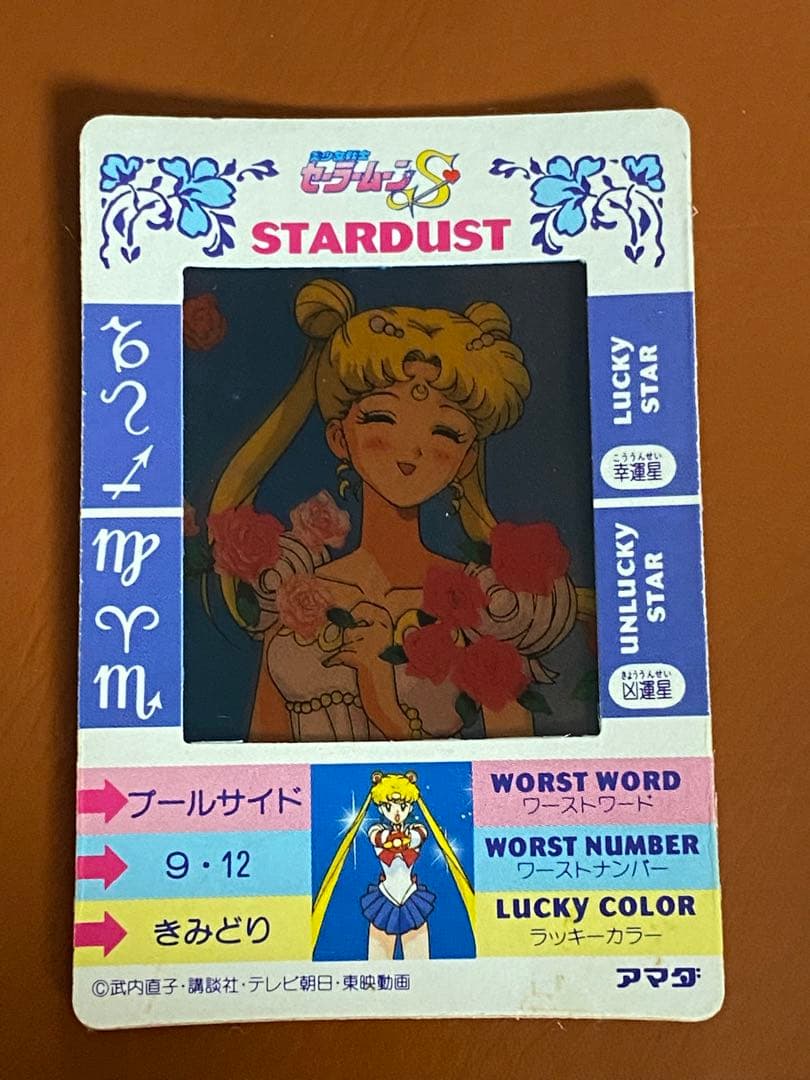 美少女戦士
セーラームーンS
STARDUST
LUCKY
STAR
こううんせい
幸運星
UNLUCKY
STAR
きょううんせい
凶運星
プールサイド
WORST WORD
ワーストワード
9・12
WORST NUMBER
ワーストナンバー
きみどり
LUCKY COLOR
ラッキーカラー
©武内直子・講談社・テレビ朝日・東映動画
アマダ